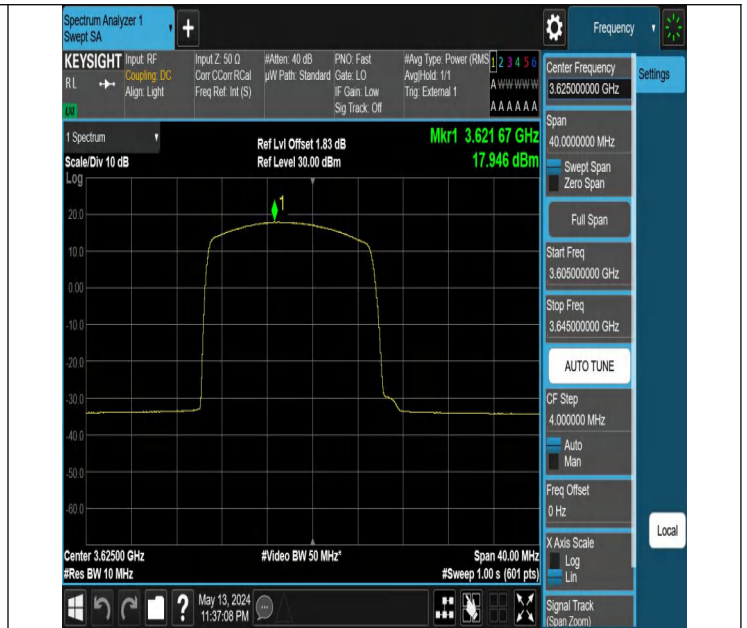 Spectrum Analyzer 1
Swept SA
+
Frequency
KEYSIGHT
RL
Input: RF
Coupling: DC
Align: Light
Input Z: 50 Ω
Corr CCorr RCal
Freq Ref: Int (S)
#Atten: 40 dB
µW Path: Standard
PNO: Fast
Gate: LO
IF Gain: Low
Sig Track: Off
#Avg Type: Power (RMS
Avg|Hold: 1/1
Trig: External 1
1 2 3 4 5 6
A W W W W W
A A A A A A
1 Spectrum
Scale/Div 10 dB
Log
Ref Lvl Offset 1.83 dB
Ref Level 30.00 dBm
Mkr1 3.621 67 GHz
17.946 dBm
1
20.0
10.0
0.00
-10.0
-20.0
-30.0
-40.0
-50.0
-60.0
Center 3.62500 GHz
#Res BW 10 MHz
#Video BW 50 MHz*
Span 40.00 MHz
#Sweep 1.00 s (601 pts)
Center Frequency
3.625000000 GHz
Settings
Span
40.0000000 MHz
Swept Span
Zero Span
Full Span
Start Freq
3.605000000 GHz
Stop Freq
3.645000000 GHz
AUTO TUNE
CF Step
4.000000 MHz
Auto
Man
Freq Offset
0 Hz
X Axis Scale
Log
Lin
Local
Signal Track
(Span Zoom)
?
May 13, 2024
11:37:08 PM